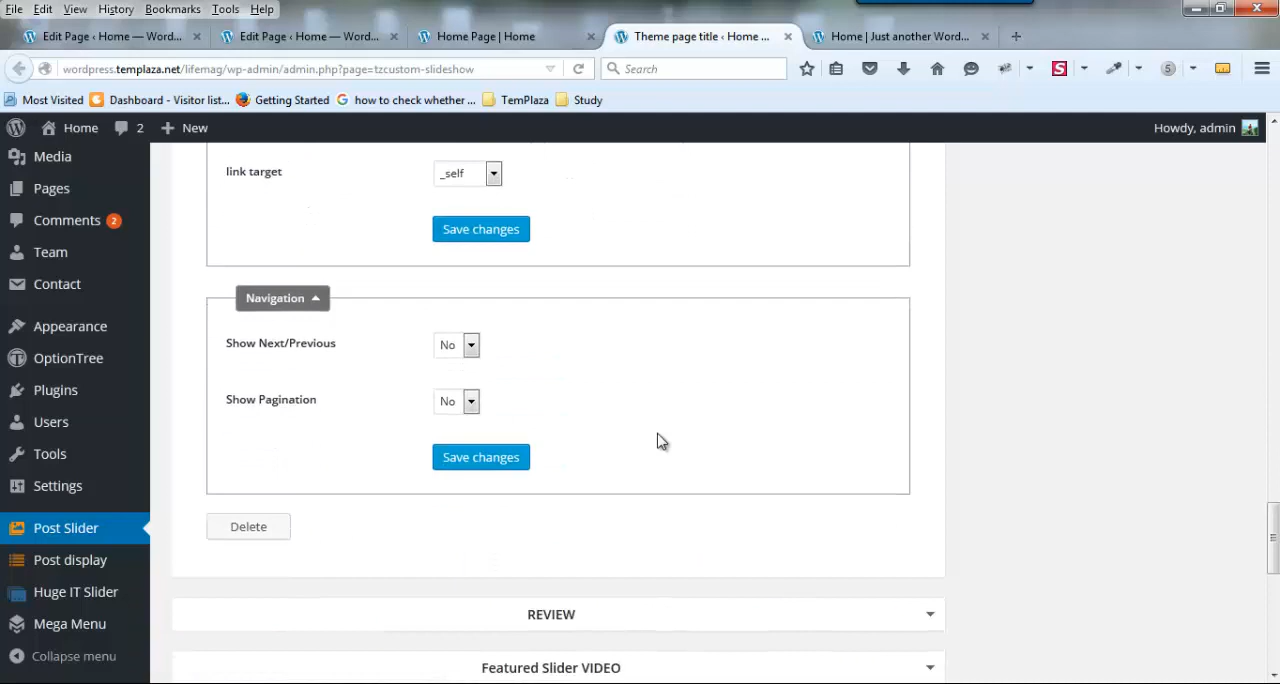 File Edit View History Bookmarks Tools Help
Edit Page ‹ Home — Word... × Edit Page ‹ Home — Word... × Home Page | Home × Theme page title ‹ Home ... × Home | Just another Word... × +
wordpress.templaza.net/lifemag/wp-admin/admin.php?page=tzcustom-slideshow Search S 5
Most Visited Dashboard - Visitor list... Getting Started how to check whether ... TemPlaza Study
Home 2 + New Howdy, admin
Media
Pages
Comments 2
Team
Contact
Appearance
OptionTree
Plugins
Users
Tools
Settings
Post Slider
Post display
Huge IT Slider
Mega Menu
Collapse menu
link target _self
Save changes
Navigation
Show Next/Previous No
Show Pagination No
Save changes
Delete
REVIEW
Featured Slider VIDEO